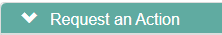 Request an Action